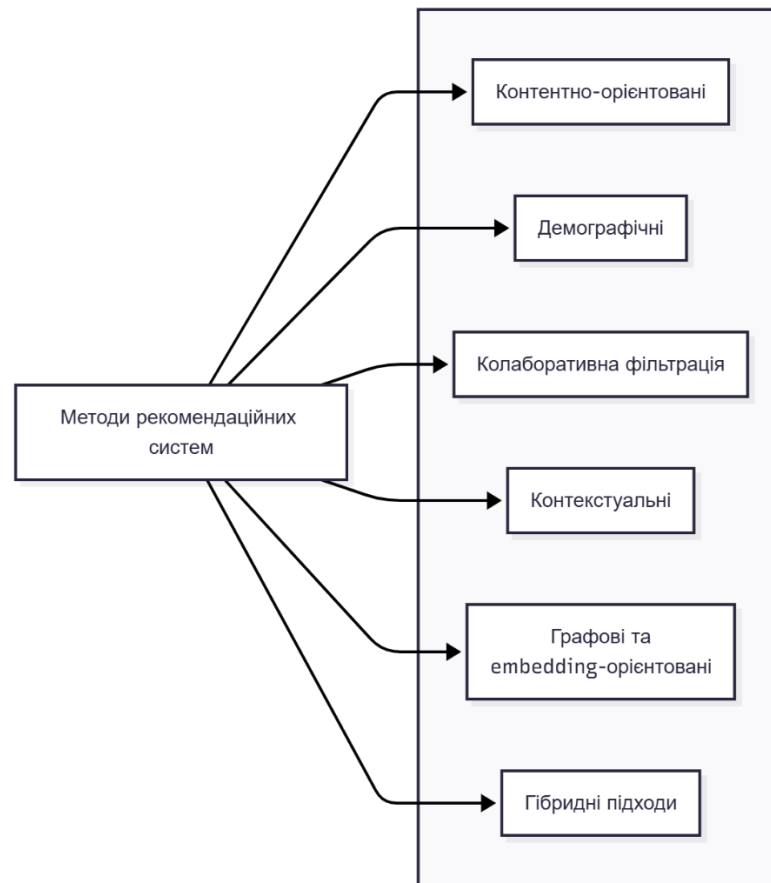 Контентно-орієнтовані
Демографічні
Колаборативна фільтрація
Методи рекомендаційних
систем
Контекстуальні
Графові та
embedding-орієнтовані
Гібридні підходи